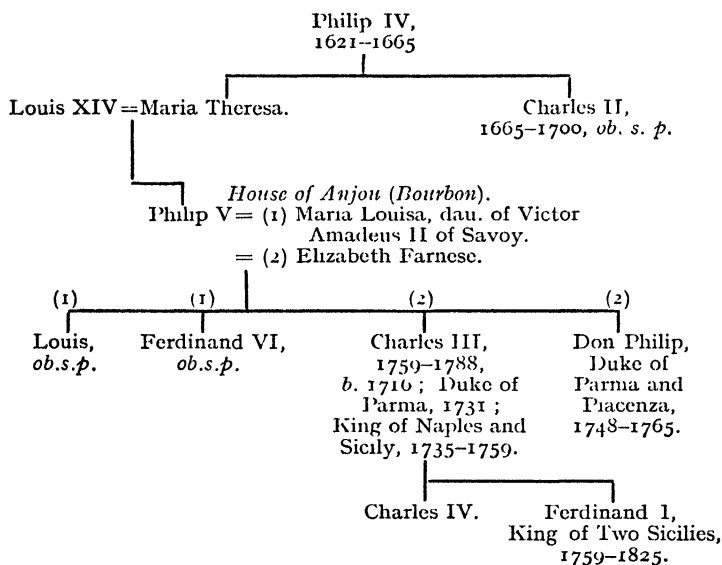 Philip IV,
1621–1665
Louis XIV = Maria Theresa.
Charles II,
1665–1700, ob. s. p.
House of Anjou (Bourbon).
Philip V = (1) Maria Louisa, dau. of Victor
Amadeus II of Savoy.
= (2) Elizabeth Farnese.
(1) (1) (2) (2)
Louis,
ob.s.p.
Ferdinand VI,
ob.s.p.
Charles III,
1759–1788,
b. 1716 ; Duke of
Parma, 1731 ;
King of Naples and
Sicily, 1735–1759.
Don Philip,
Duke of
Parma and
Piacenza,
1748–1765.
Charles IV.
Ferdinand I,
King of Two Sicilies,
1759–1825.